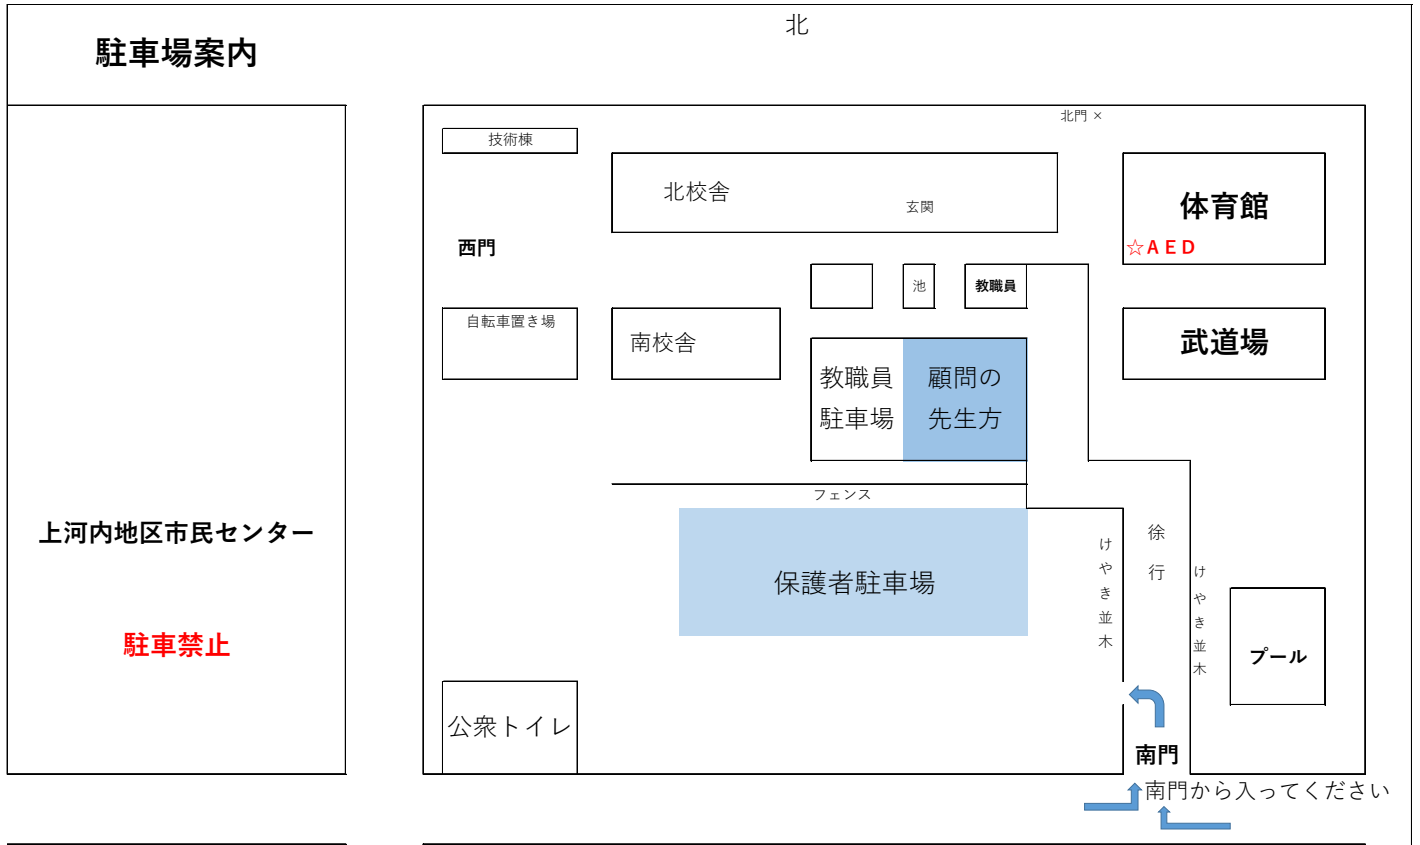 北
駐車場案内
北門 ×
技術棟
北校舎
玄関
体育館
☆ＡＥＤ
西門
池
教職員
自転車置き場
南校舎
武道場
教職員
駐車場
顧問の
先生方
フェンス
上河内地区市民センター
駐車禁止
保護者駐車場
けやき並木
徐行
けやき並木
プール
公衆トイレ
南門
南門から入ってください